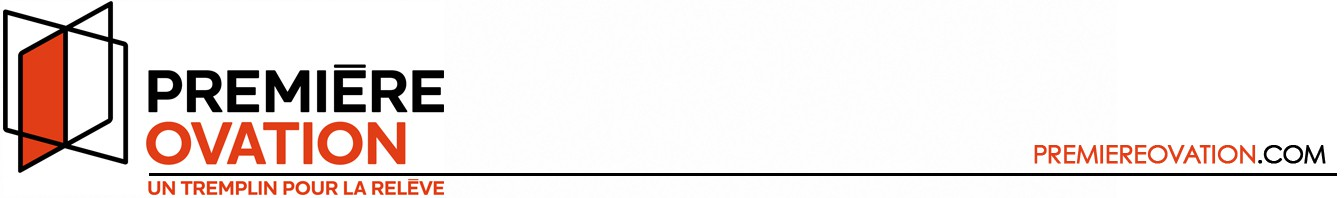 PREMIĒRE
OVATION
PREMIEREOVATION.COM
UN TREMPLIN POUR LA RELĒVE